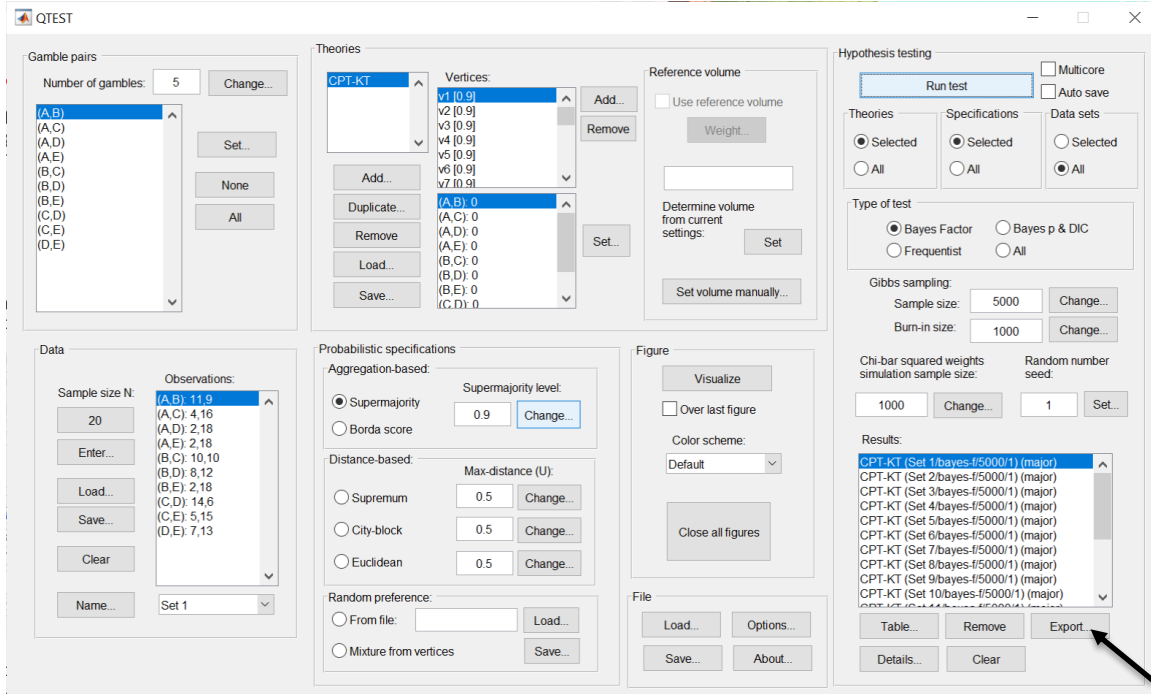 QTEST
Gamble pairs
Number of gambles: 5 Change...
(A,B)
(A,C)
(A,D)
(A,E)
(B,C)
(B,D)
(B,E)
(C,D)
(C,E)
(D,E)
Set...
None
All
Theories
CPT-KT
Add...
Duplicate...
Remove
Load...
Save...
Vertices:
v1 [0.9]
v2 [0.9]
v3 [0.9]
v4 [0.9]
v5 [0.9]
v6 [0.9]
v7 [0.9]
Add...
Remove
(A,B): 0
(A,C): 0
(A,D): 0
(A,E): 0
(B,C): 0
(B,D): 0
(B,E): 0
(C,D): 0
Set...
Reference volume
Use reference volume
Weight...
Determine volume
from current
settings:
Set
Set volume manually...
Hypothesis testing
Run test
Multicore
Auto save
Theories
Selected
All
Specifications
Selected
All
Data sets
Selected
All
Type of test
Bayes Factor Bayes p & DIC
Frequentist All
Gibbs sampling:
Sample size: 5000 Change...
Burn-in size: 1000 Change...
Chi-bar squared weights
simulation sample size:
1000 Change...
Random number
seed:
1 Set...
Results:
CPT-KT (Set 1/bayes-f/5000/1) (major)
CPT-KT (Set 2/bayes-f/5000/1) (major)
CPT-KT (Set 3/bayes-f/5000/1) (major)
CPT-KT (Set 4/bayes-f/5000/1) (major)
CPT-KT (Set 5/bayes-f/5000/1) (major)
CPT-KT (Set 6/bayes-f/5000/1) (major)
CPT-KT (Set 7/bayes-f/5000/1) (major)
CPT-KT (Set 8/bayes-f/5000/1) (major)
CPT-KT (Set 9/bayes-f/5000/1) (major)
CPT-KT (Set 10/bayes-f/5000/1) (major)
CPT-KT (Set 11/bayes-f/5000/1) (major)
Table... Remove Export...
Details... Clear
Data
Sample size N:
20
Enter...
Load...
Save...
Clear
Name...
Observations:
(A,B): 11,9
(A,C): 4,16
(A,D): 2,18
(A,E): 2,18
(B,C): 10,10
(B,D): 8,12
(B,E): 2,18
(C,D): 14,6
(C,E): 5,15
(D,E): 7,13
Set 1
Probabilistic specifications
Aggregation-based:
Supermajority level:
Supermajority 0.9 Change...
Borda score
Distance-based:
Max-distance (U):
Supremum 0.5 Change...
City-block 0.5 Change...
Euclidean 0.5 Change...
Random preference:
From file: Load...
Mixture from vertices Save...
Figure
Visualize
Over last figure
Color scheme:
Default
Close all figures
File
Load... Options...
Save... About...